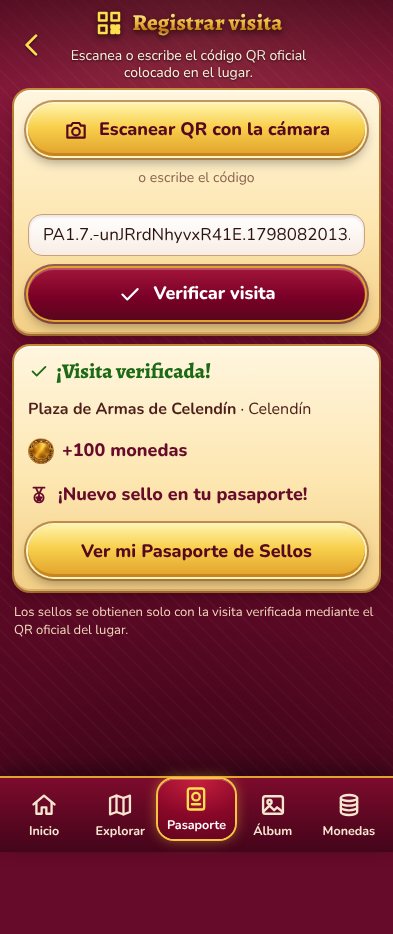 Registrar visita
Escanea o escribe el código QR oficial
colocado en el lugar.
Escanear QR con la cámara
o escribe el código
PA1.7.-unJRrdNhyvxR41E.1798082013.
Verificar visita
¡Visita verificada!
Plaza de Armas de Celendín · Celendín
+100 monedas
¡Nuevo sello en tu pasaporte!
Ver mi Pasaporte de Sellos
Los sellos se obtienen solo con la visita verificada mediante el
QR oficial del lugar.
Inicio
Explorar
Pasaporte
Álbum
Monedas